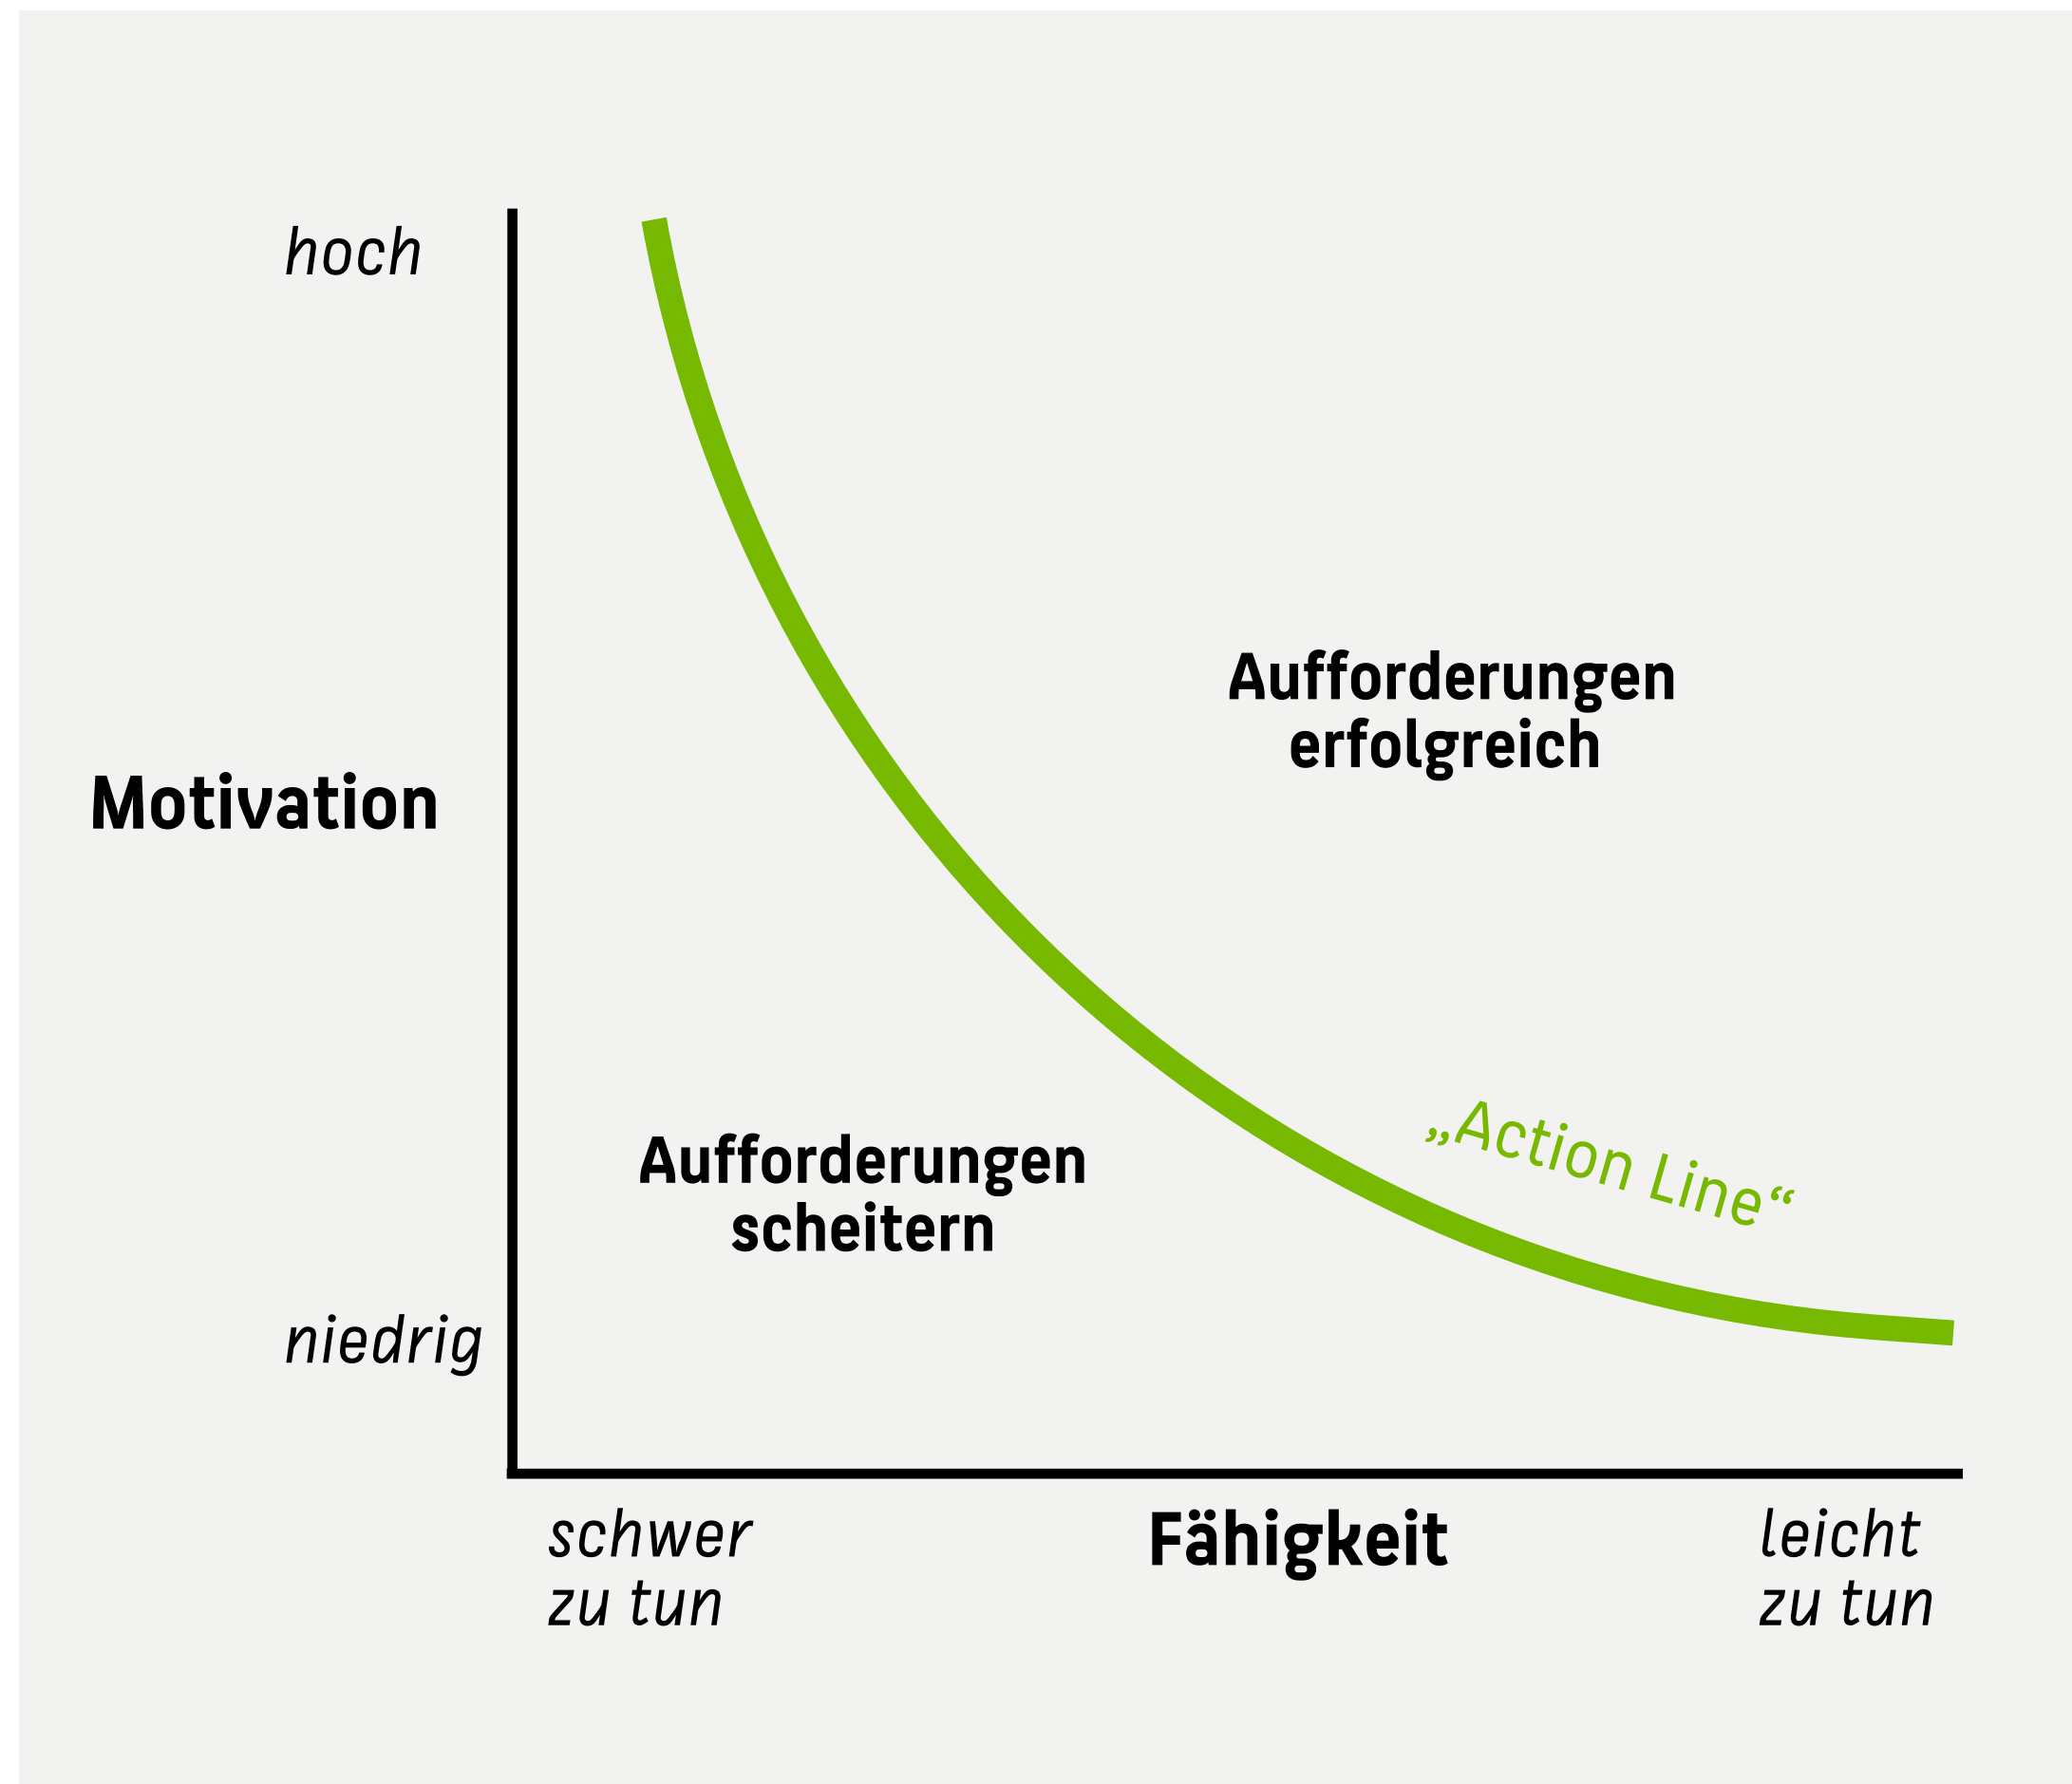 hoch
Aufforderungen
erfolgreich
Motivation
„Action Line“
Aufforderungen
scheitern
niedrig
schwer
zu tun
Fähigkeit
leicht
zu tun